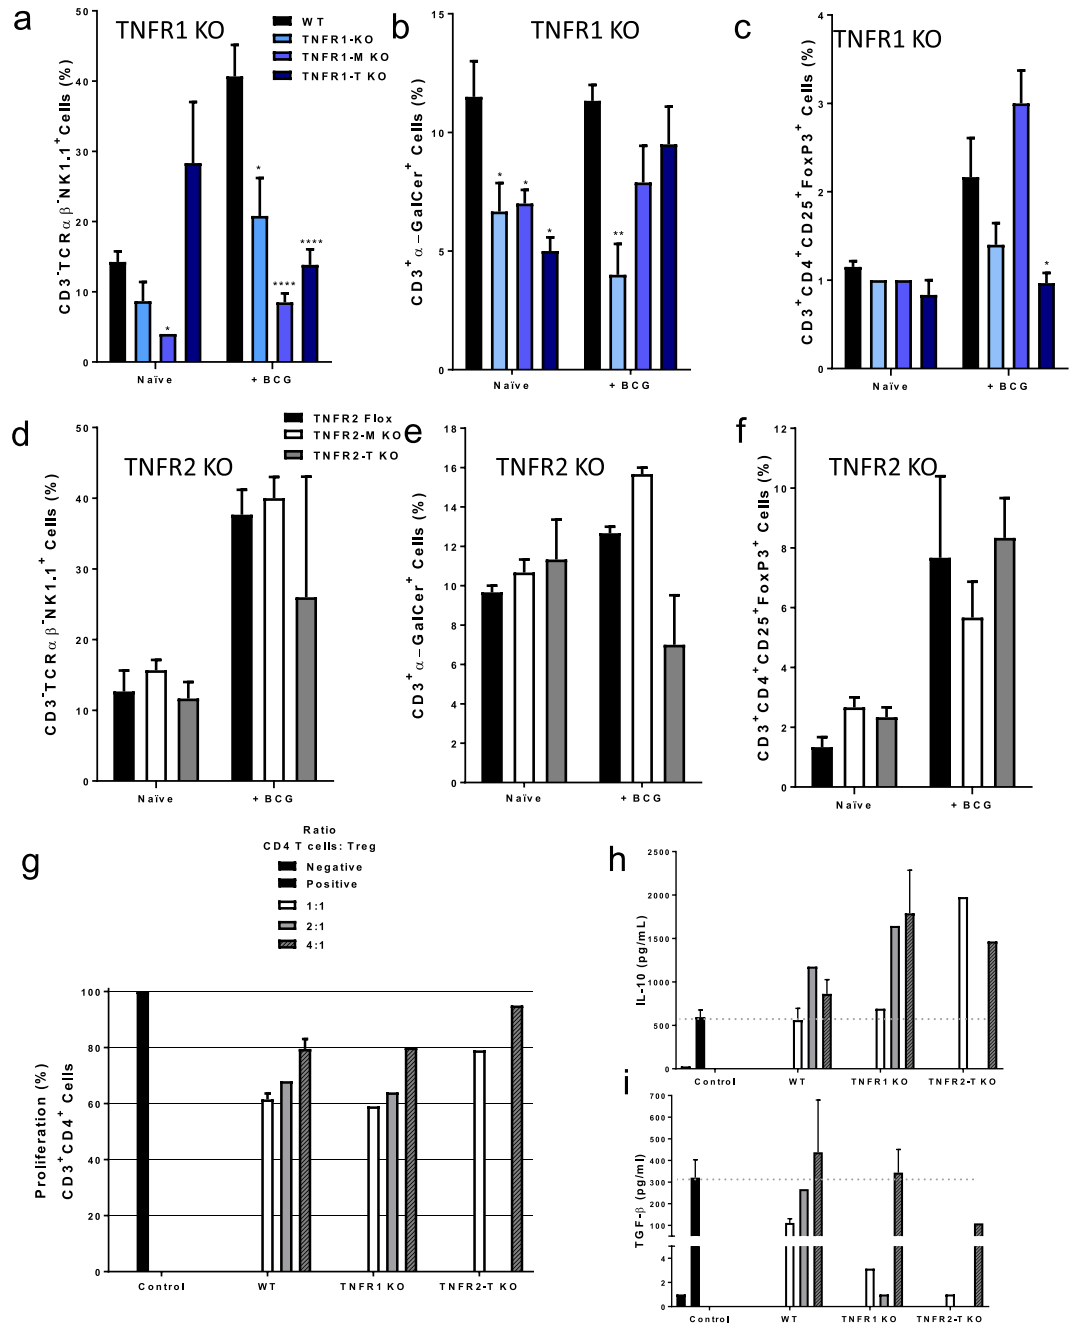 a
TNFR1 KO
WT
TNFR1-KO
TNFR1-M KO
TNFR1-T KO
CD3⁻TCRα β⁻NK1.1⁺Cells (%)
50
40
30
20
10
0
*
*
****
****
Naïve
+ BCG
b
TNFR1 KO
CD3⁺ α–GalCer⁺ Cells (%)
15
10
5
0
*
*
*
**
Naïve
+ BCG
c
TNFR1 KO
CD3⁺CD4⁺CD25⁺FoxP3⁺ Cells (%)
4
3
2
1
0
*
Naïve
+ BCG
d
TNFR2 KO
TNFR2 Flox
TNFR2-M KO
TNFR2-T KO
CD3⁻TCRα β⁻NK1.1⁺ Cells (%)
50
40
30
20
10
0
Naïve
+ BCG
e
TNFR2 KO
CD3⁺ α–GalCer⁺ Cells (%)
18
16
14
12
10
8
6
4
2
0
Naïve
+ BCG
f
TNFR2 KO
CD3⁺CD4⁺CD25⁺FoxP3⁺ Cells (%)
12
10
8
6
4
2
0
Naïve
+ BCG
g
Ratio
CD4 T cells: Treg
Negative
Positive
1:1
2:1
4:1
Proliferation (%)
CD3⁺CD4⁺ Cells
100
80
60
40
20
0
Control
WT
TNFR1 KO
TNFR2-T KO
h
IL-10 (pg/mL)
2500
2000
1500
1000
500
0
Control
WT
TNFR1 KO
TNFR2-T KO
i
TGF-β (pg/ml)
700
600
500
400
300
200
100
4
2
0
Control
WT
TNFR1 KO
TNFR2-T KO